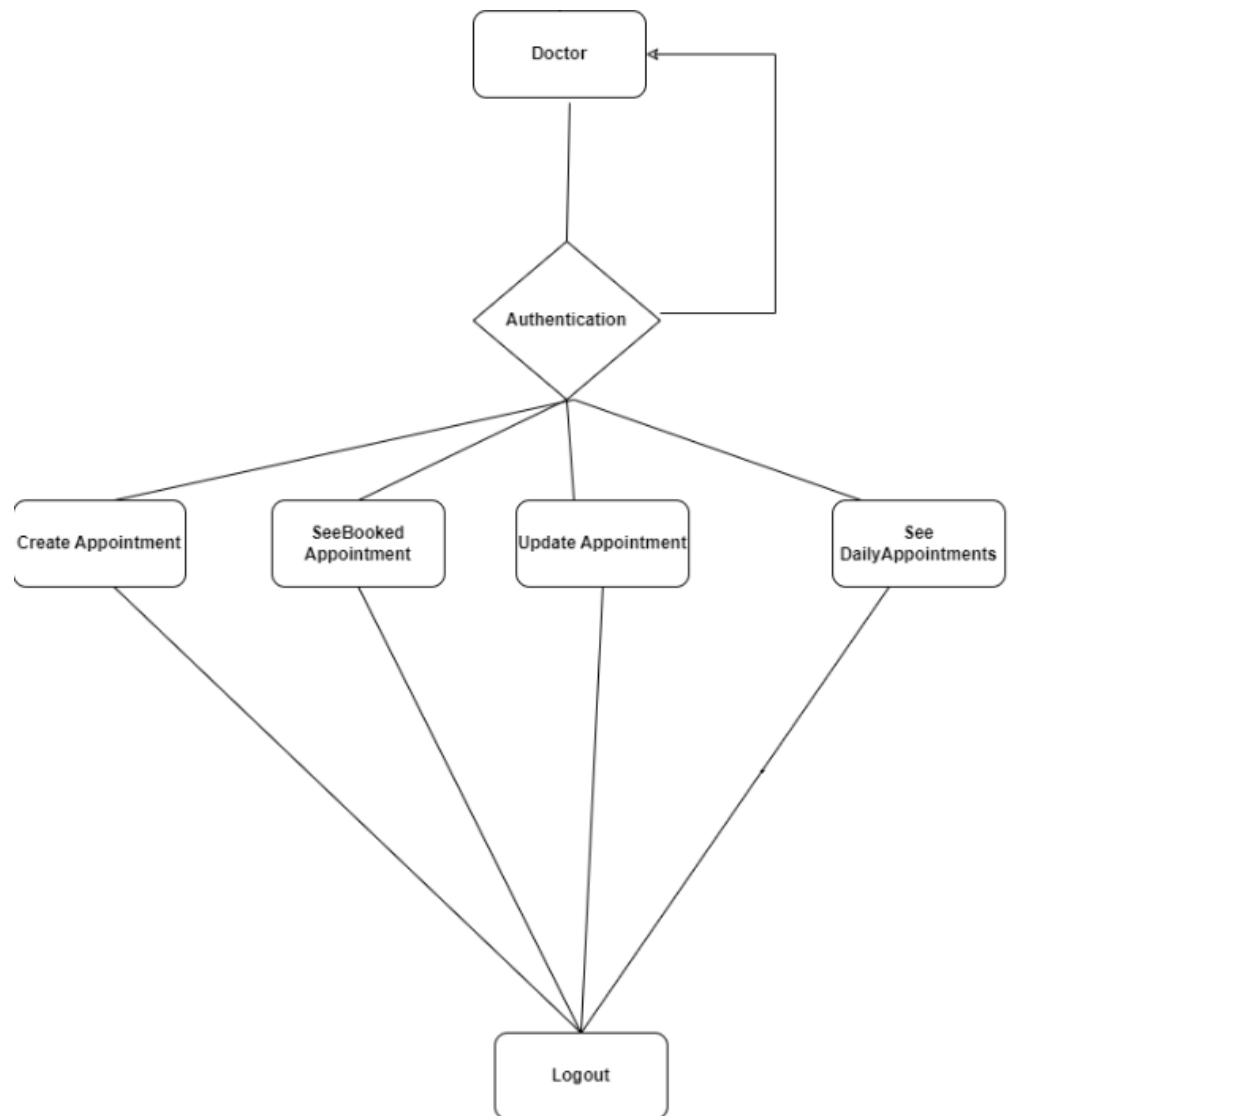 Doctor
Authentication
Create Appointment
SeeBooked
Appointment
Update Appointment
See
DailyAppointments
Logout